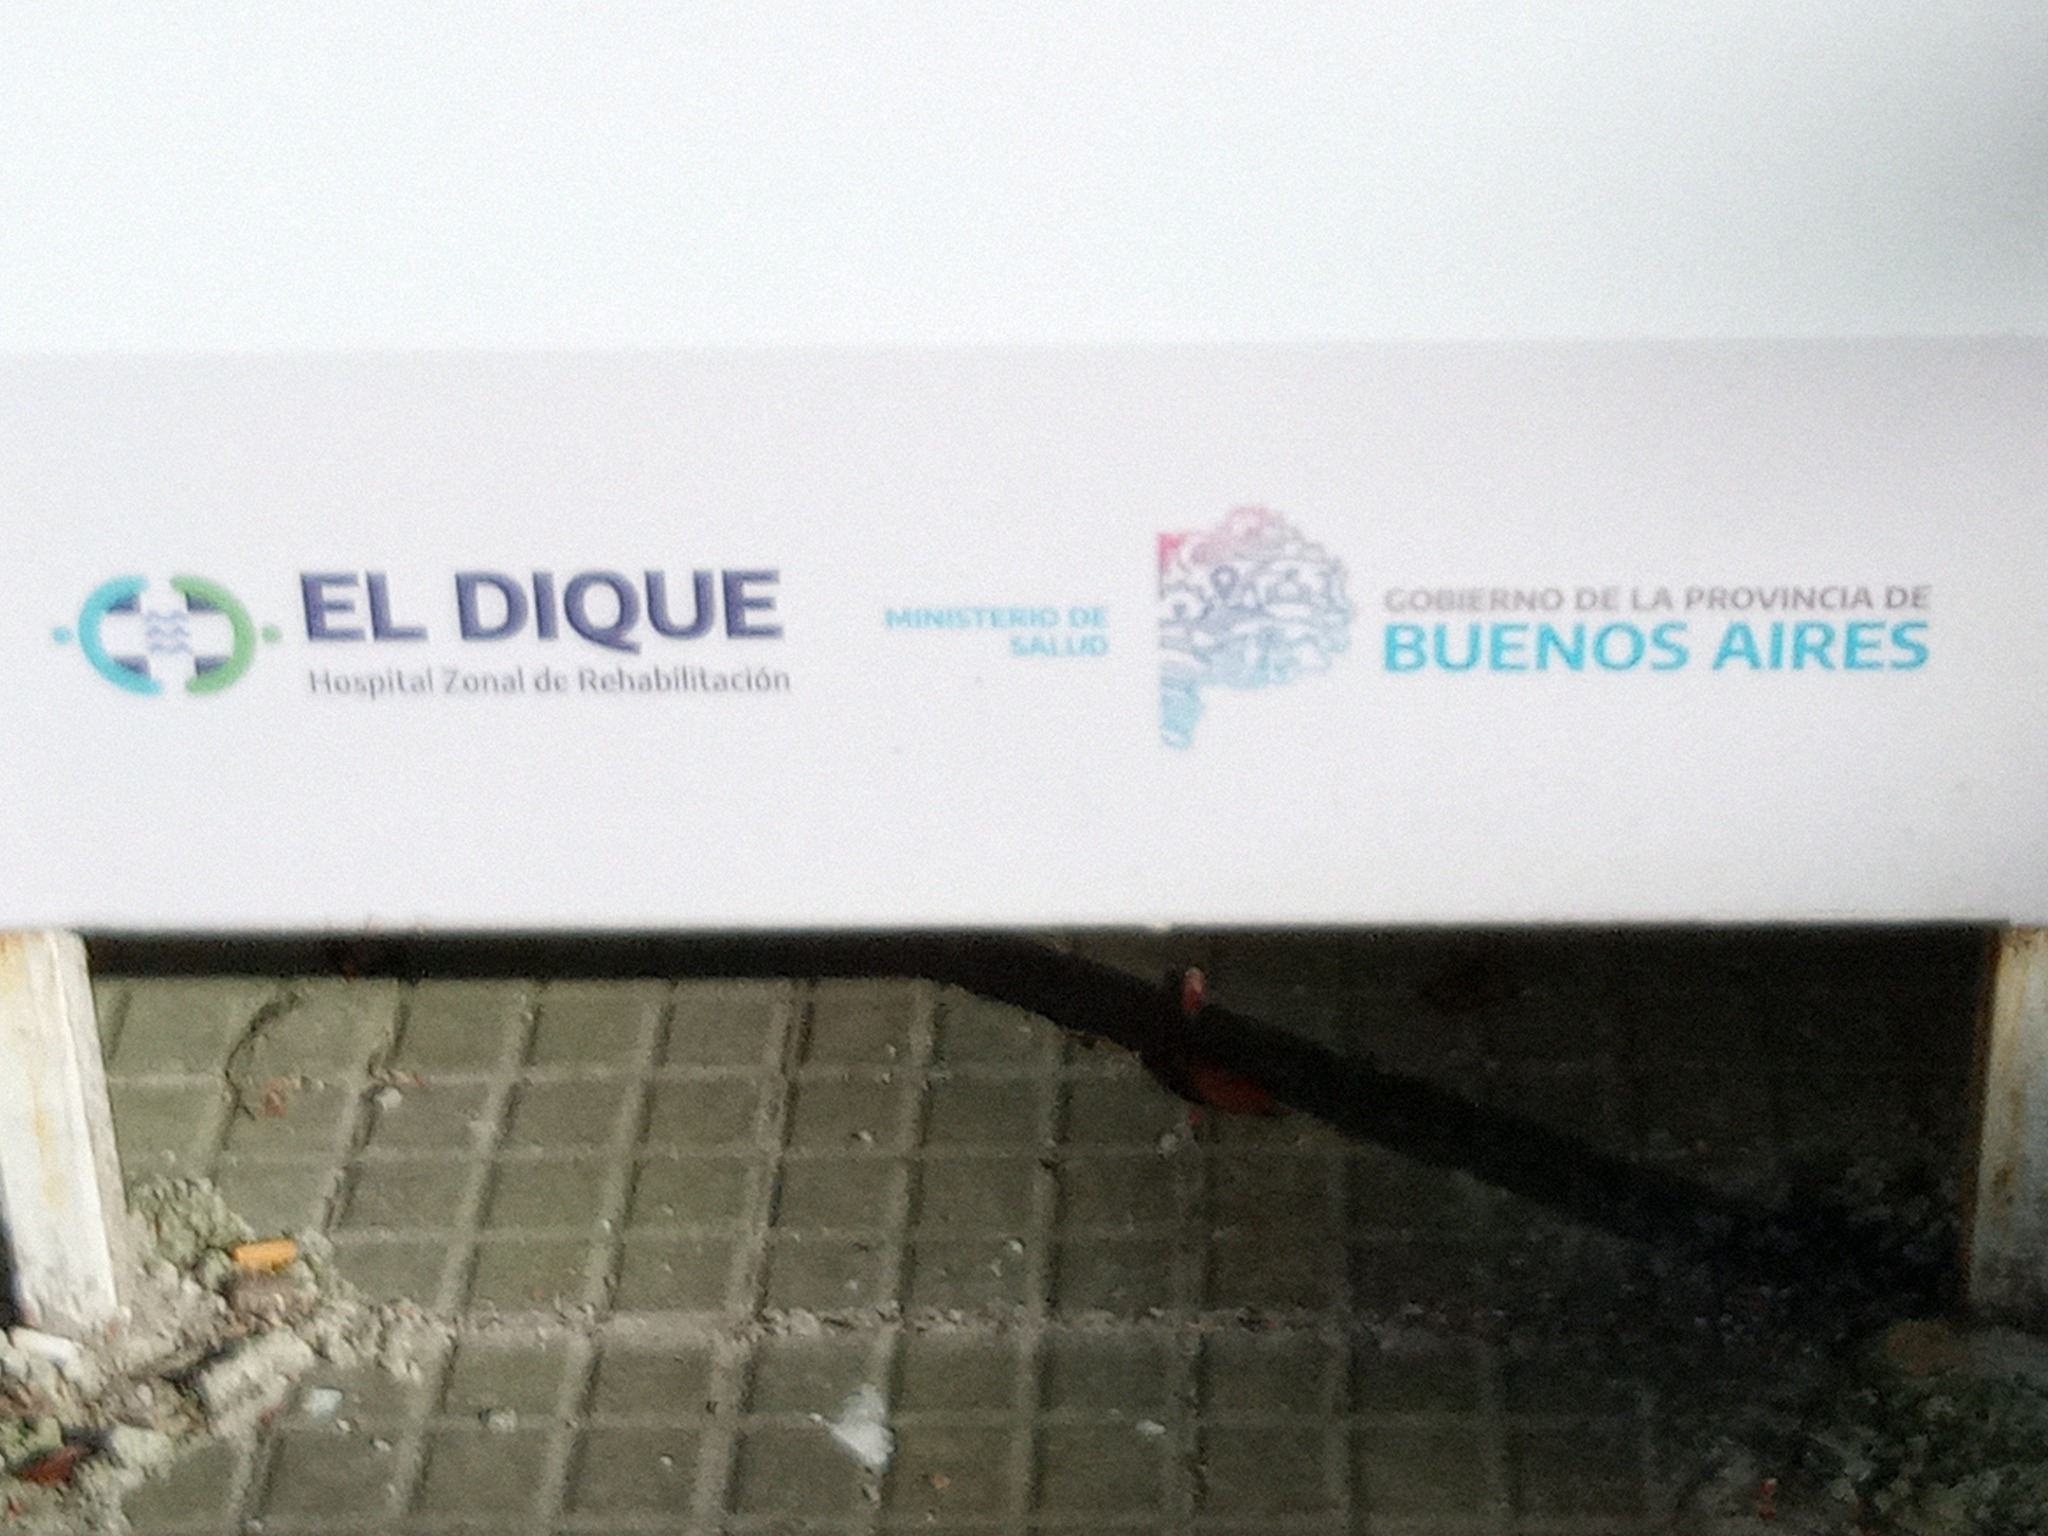 EL DIQUE
Hospital Zonal de Rehabilitación
MINISTERIO DE
SALUD
GOBIERNO DE LA PROVINCIA DE
BUENOS AIRES